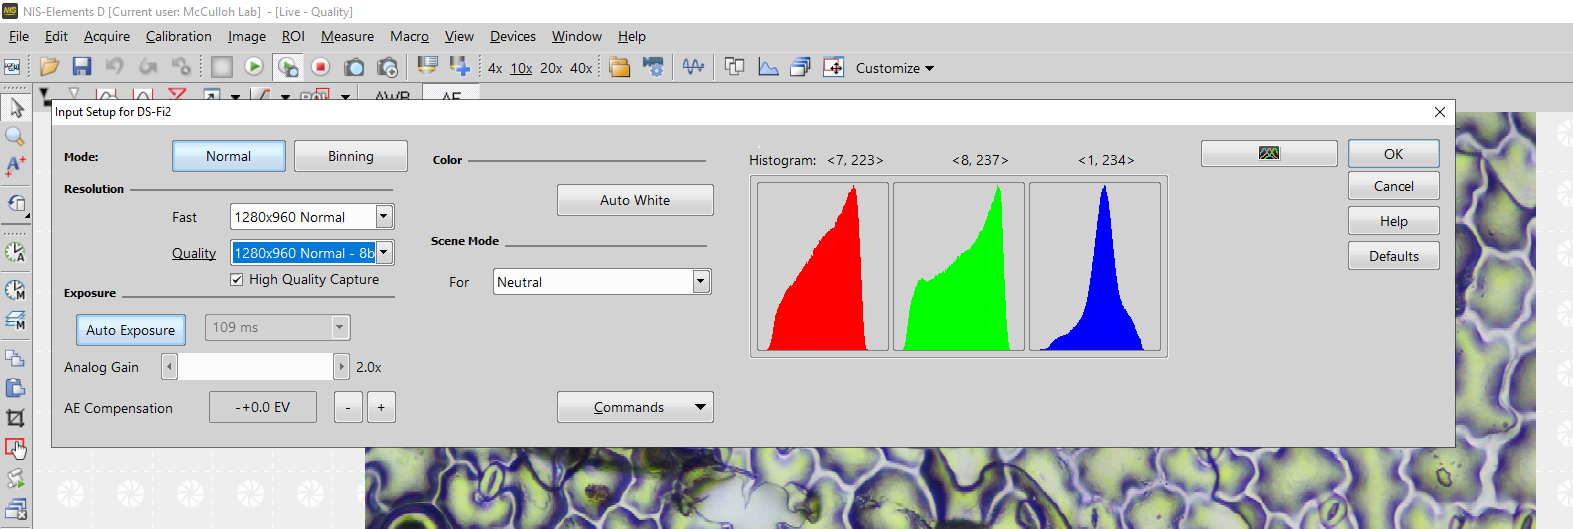 NIS
NIS-Elements D [Current user: McCulloh Lab] - [Live - Quality]
File Edit Acquire Calibration Image ROI Measure Macro View Devices Window Help
4x 10x 20x 40x Customize
AWB AE
Input Setup for DS-Fi2
Mode: Normal Binning
Color
Histogram: <7, 223> <8, 237> <1, 234>
OK
Resolution
Cancel
Fast 1280x960 Normal
Auto White
Help
Quality 1280x960 Normal - 8b
Scene Mode
Defaults
High Quality Capture
For Neutral
Exposure
Auto Exposure 109 ms
Analog Gain 2.0x
AE Compensation -+0.0 EV - +
Commands
A
M
M